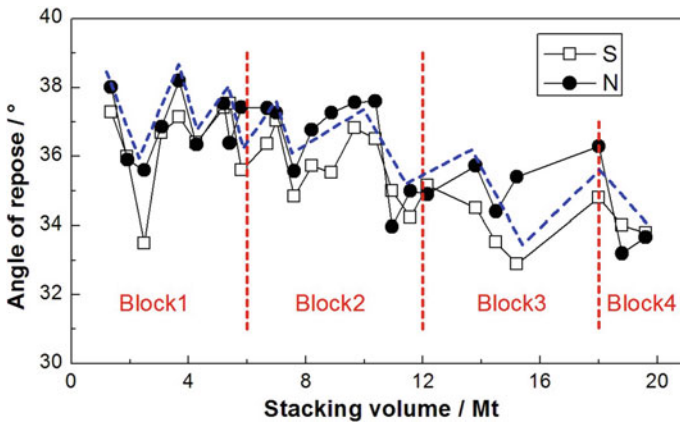 40
38
36
34
32
30
Angle of repose / °
S
N
Block1
Block2
Block3
Block4
0
4
8
12
16
20
Stacking volume / Mt